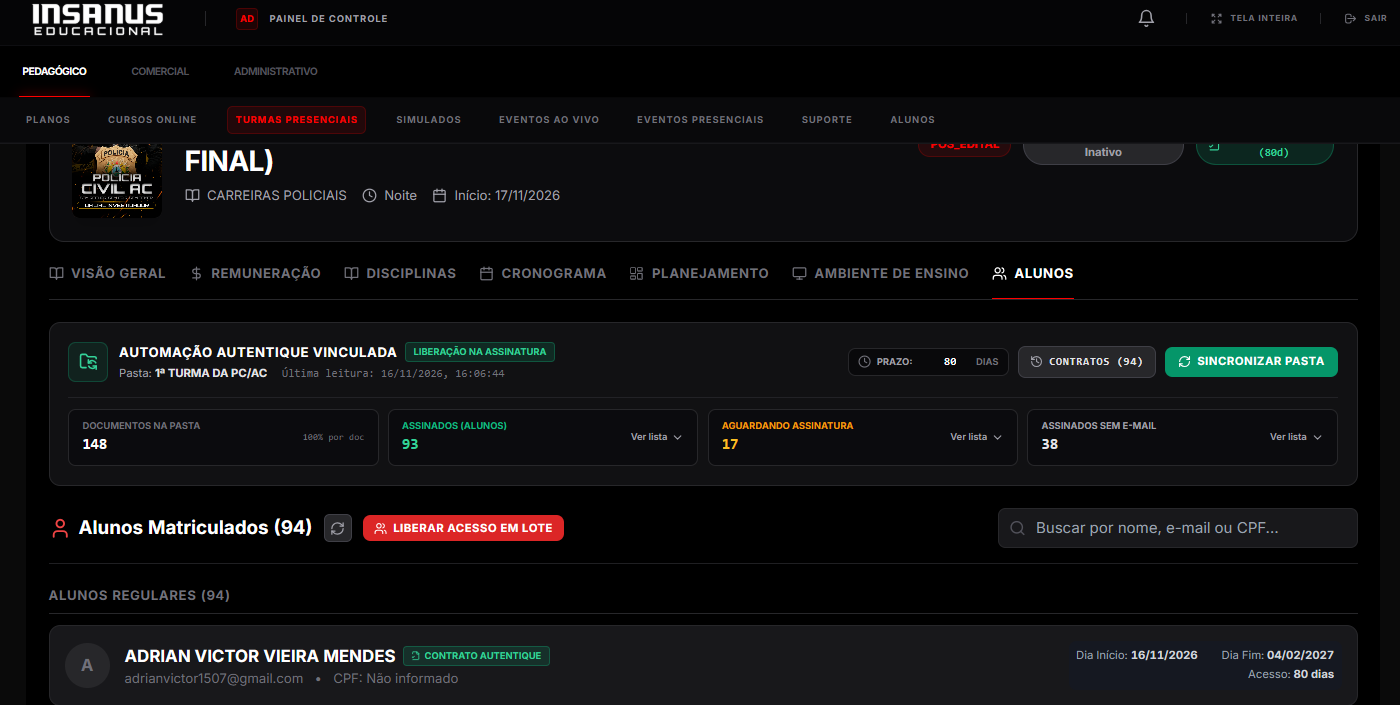 INSANUS
EDUCACIONAL
AD PAINEL DE CONTROLE
TELA INTEIRA
SAIR
PEDAGÓGICO COMERCIAL ADMINISTRATIVO
PLANOS CURSOS ONLINE TURMAS PRESENCIAIS SIMULADOS EVENTOS AO VIVO EVENTOS PRESENCIAIS SUPORTE ALUNOS
POLÍCIA
POLÍCIA
CIVIL AC
FINAL)
POS_EDITAL
Inativo
(80d)
CARREIRAS POLICIAIS Noite Início: 17/11/2026
VISÃO GERAL REMUNERAÇÃO DISCIPLINAS CRONOGRAMA PLANEJAMENTO AMBIENTE DE ENSINO ALUNOS
AUTOMAÇÃO AUTENTIQUE VINCULADA LIBERAÇÃO NA ASSINATURA
Pasta: 1ª TURMA DA PC/AC Última leitura: 16/11/2026, 16:06:44
PRAZO: 80 DIAS
CONTRATOS (94)
SINCRONIZAR PASTA
DOCUMENTOS NA PASTA
148
100% por doc
ASSINADOS (ALUNOS)
93
Ver lista
AGUARDANDO ASSINATURA
17
Ver lista
ASSINADOS SEM E-MAIL
38
Ver lista
Alunos Matriculados (94)
LIBERAR ACESSO EM LOTE
Buscar por nome, e-mail ou CPF...
ALUNOS REGULARES (94)
A
ADRIAN VICTOR VIEIRA MENDES CONTRATO AUTENTIQUE
adrianvictor1507@gmail.com • CPF: Não informado
Dia Início: 16/11/2026 Dia Fim: 04/02/2027
Acesso: 80 dias